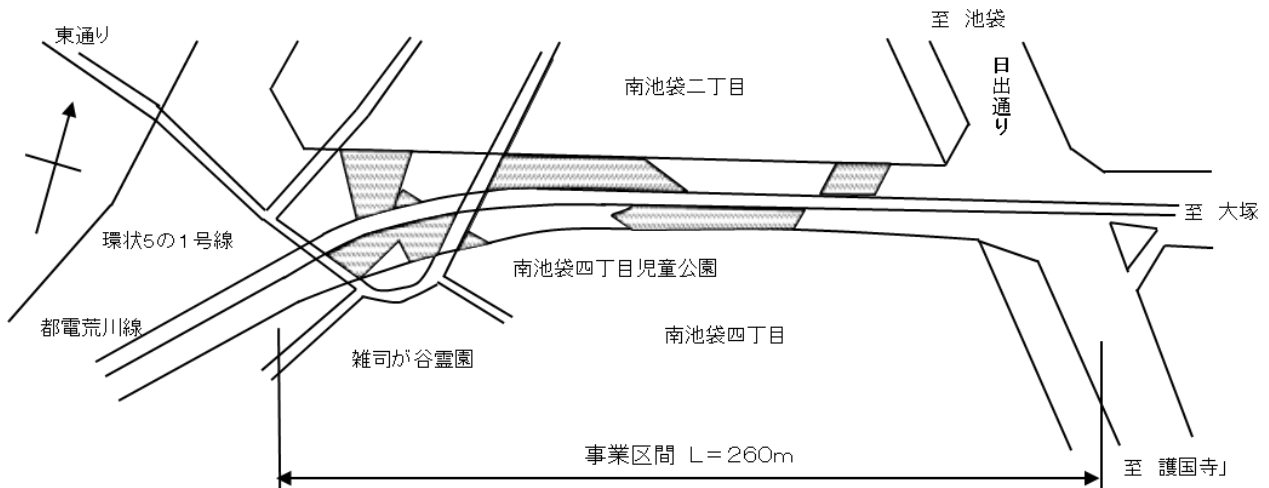 至 池袋
東通り
日出通り
南池袋二丁目
至 大塚
環状5の1号線
南池袋四丁目児童公園
都電荒川線
南池袋四丁目
雑司が谷霊園
事業区間 L=260m
至 護国寺」